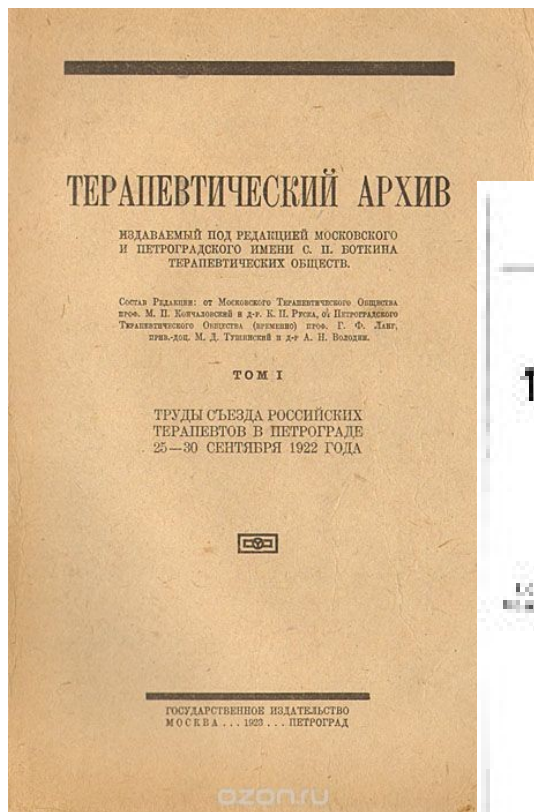 ТЕРАПЕВТИЧЕСКИЙ АРХИВ
ИЗДАВАЕМЫЙ ПОД РЕДАКЦИЕЙ МОСКОВСКОГО
И ПЕТРОГРАДСКОГО ИМЕНИ С. П. БОТКИНА
ТЕРАПЕВТИЧЕСКИХ ОБЩЕСТВ.
Состав Редакции: от Московского Терапевтического Общества
проф. М. П. Кончаловский и д-р. К. П. Руска, от Петроградского
Терапевтического Общества (временно) проф. Г. Ф. Ланг,
прив.-доц. М. Д. Тушинский и д-р А. Н. Володин.
ТОМ I
ТРУДЫ СЪЕЗДА РОССИЙСКИХ
ТЕРАПЕВТОВ В ПЕТРОГРАДЕ
25—30 СЕНТЯБРЯ 1922 ГОДА
ГОСУДАРСТВЕННОЕ ИЗДАТЕЛЬСТВО
МОСКВА . . . 1923 . . . ПЕТРОГРАД
ozon.ru